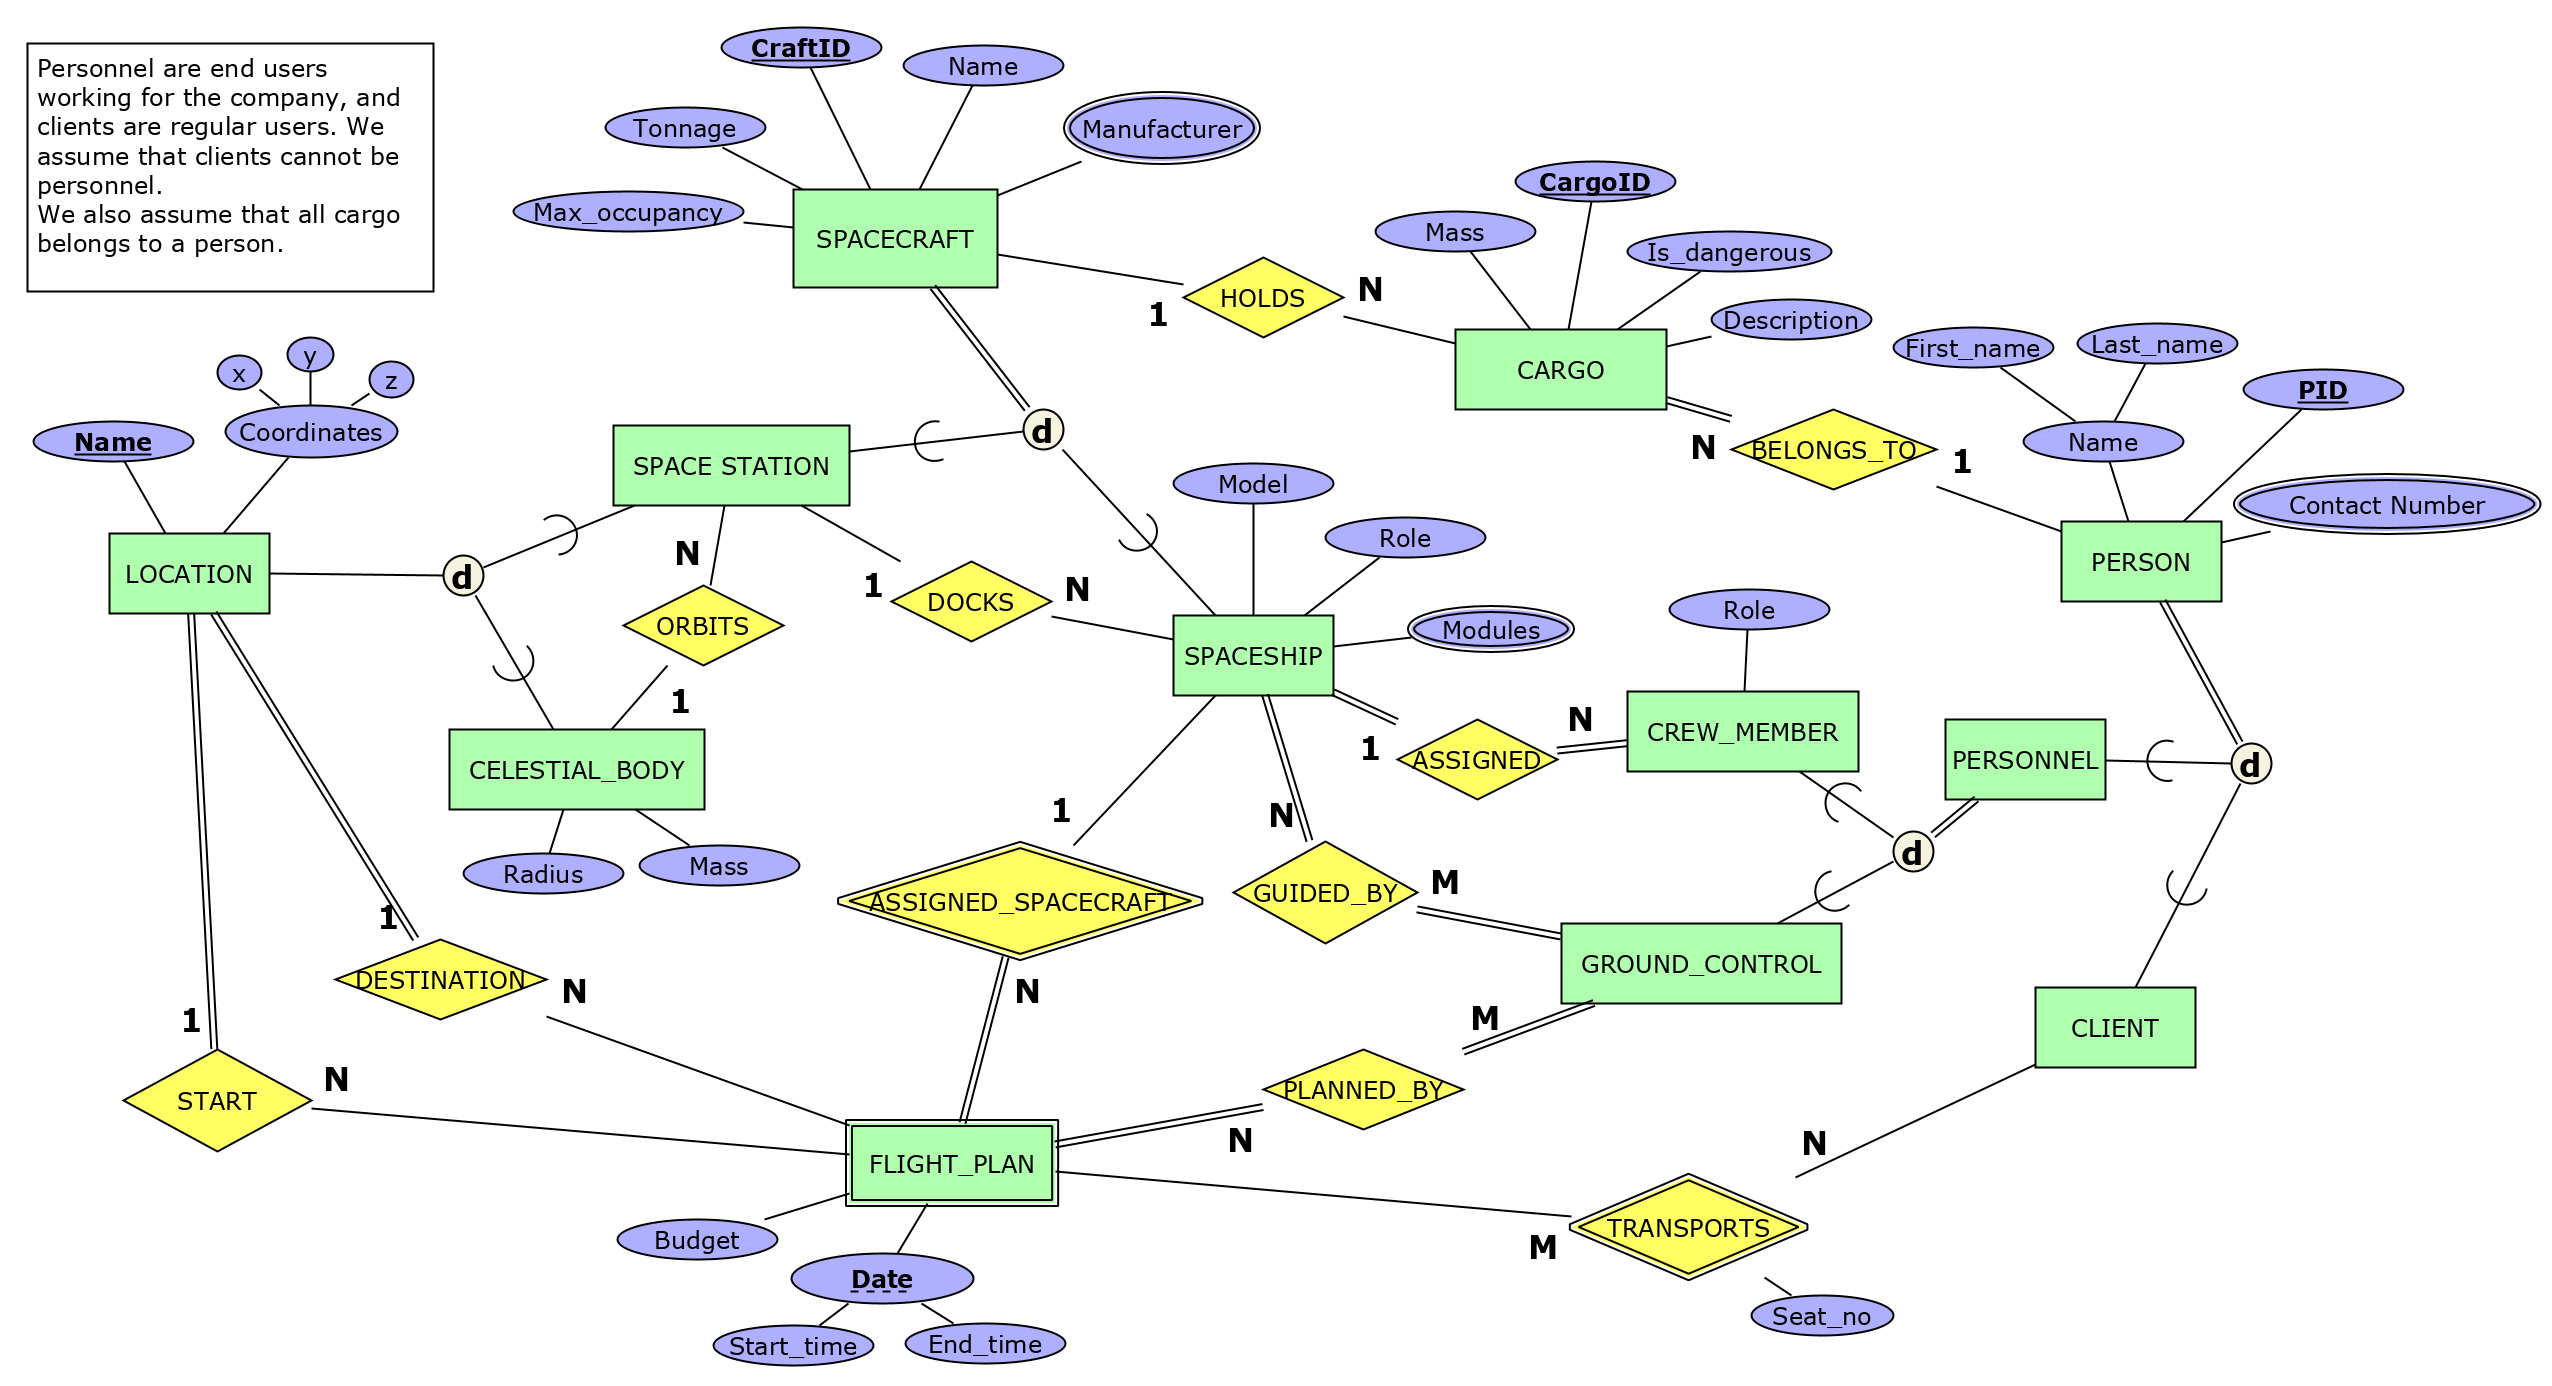 Personnel are end users
working for the company, and
clients are regular users. We
assume that clients cannot be
personnel.
We also assume that all cargo
belongs to a person.
CraftID
Name
Tonnage
Manufacturer
Max_occupancy
SPACECRAFT
HOLDS
1
N
CargoID
Mass
Is_dangerous
Description
CARGO
N
BELONGS_TO
1
First_name
Last_name
Name
PID
Contact Number
PERSON
x
y
z
Name
Coordinates
LOCATION
d
SPACE STATION
d
N
ORBITS
1
1
DOCKS
N
Model
Role
Modules
SPACESHIP
CELESTIAL_BODY
Radius
Mass
1
ASSIGNED
N
Role
CREW_MEMBER
PERSONNEL
d
d
1
ASSIGNED_SPACECRAFT
N
N
GUIDED_BY
M
GROUND_CONTROL
CLIENT
1
DESTINATION
N
1
START
N
M
PLANNED_BY
N
FLIGHT_PLAN
Budget
Date
Start_time
End_time
N
TRANSPORTS
M
Seat_no